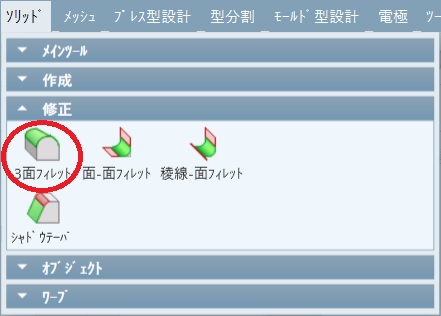 ｿﾘｯﾄﾞ メッシュ ﾌﾟﾚｽ型設計 型分割 ﾓｰﾙﾄﾞ型設計 電極 ﾂｰ
ﾒｲﾝﾂｰﾙ
作成
修正
3面ﾌｨﾚｯﾄ 面-面ﾌｨﾚｯﾄ 稜線-面ﾌｨﾚｯﾄ
ｼｬﾄﾞｳﾃｰﾊﾟ
ｵﾌﾞｼﾞｪｸﾄ
ﾜｰﾌﾟ